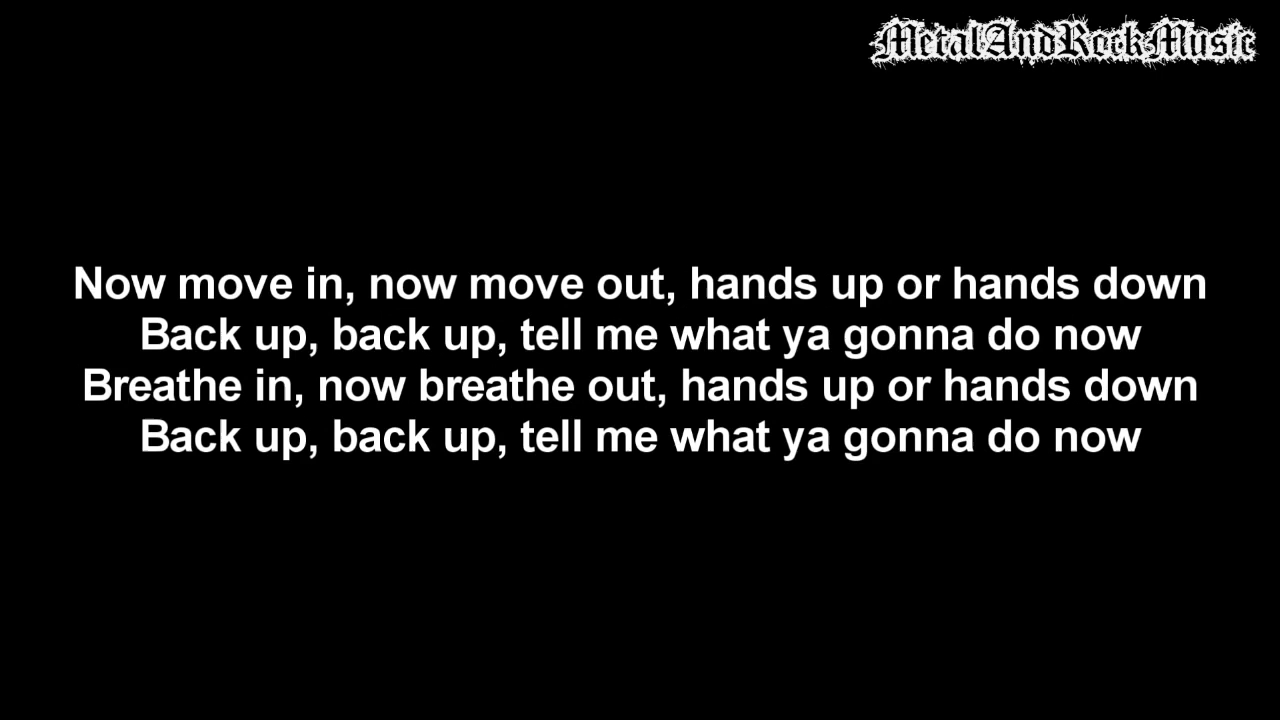 MetalAndRockMusic
Now move in, now move out, hands up or hands down
Back up, back up, tell me what ya gonna do now
Breathe in, now breathe out, hands up or hands down
Back up, back up, tell me what ya gonna do now